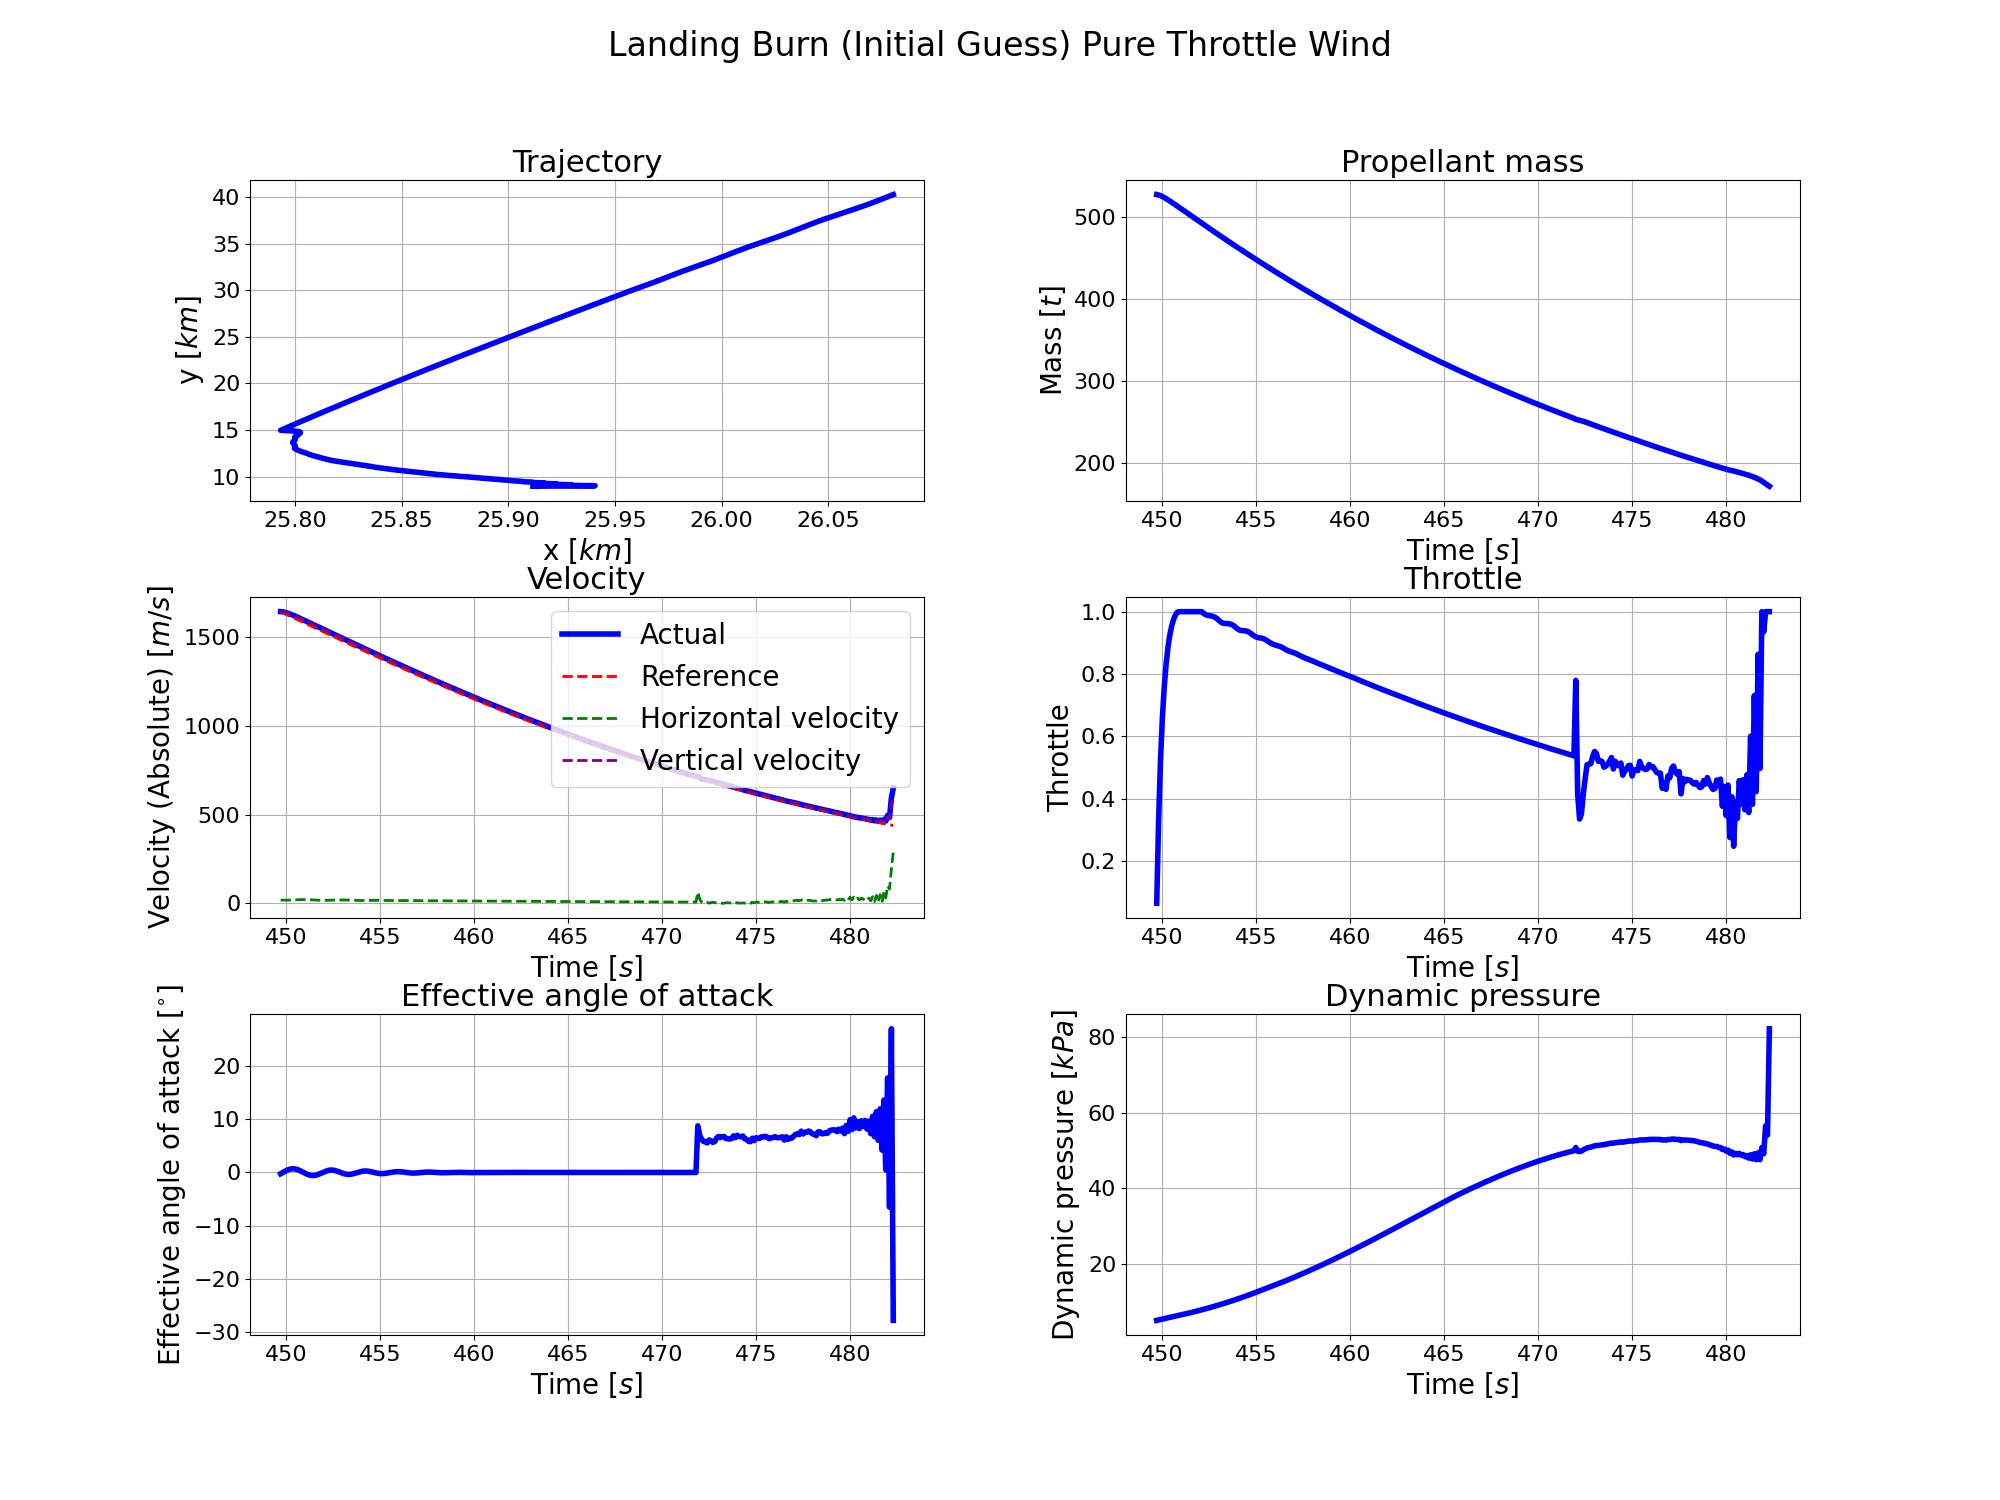 Landing Burn (Initial Guess) Pure Throttle Wind
Trajectory
y [km]
40
35
30
25
20
15
10
25.80 25.85 25.90 25.95 26.00 26.05
x [km]
Propellant mass
Mass [t]
500
400
300
200
450 455 460 465 470 475 480
Time [s]
Velocity
Velocity (Absolute) [m/s]
1500
1000
500
0
Actual
Reference
Horizontal velocity
Vertical velocity
450 455 460 465 470 475 480
Time [s]
Throttle
Throttle
1.0
0.8
0.6
0.4
0.2
450 455 460 465 470 475 480
Time [s]
Effective angle of attack
Effective angle of attack [°]
20
10
0
−10
−20
−30
450 455 460 465 470 475 480
Time [s]
Dynamic pressure
Dynamic pressure [kPa]
80
60
40
20
450 455 460 465 470 475 480
Time [s]